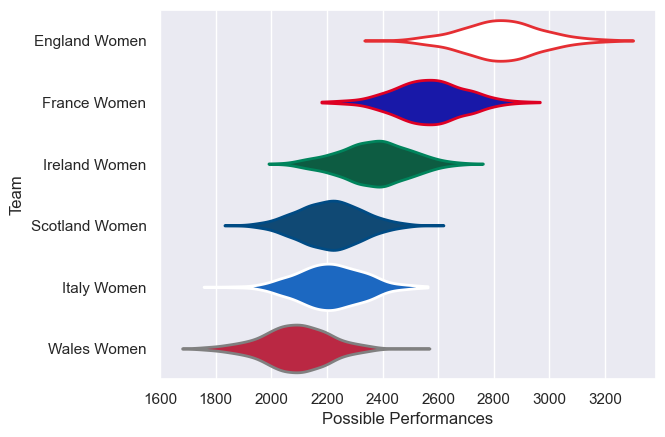 England Women
France Women
Ireland Women
Scotland Women
Italy Women
Wales Women
Team
1600 1800 2000 2200 2400 2600 2800 3000 3200
Possible Performances